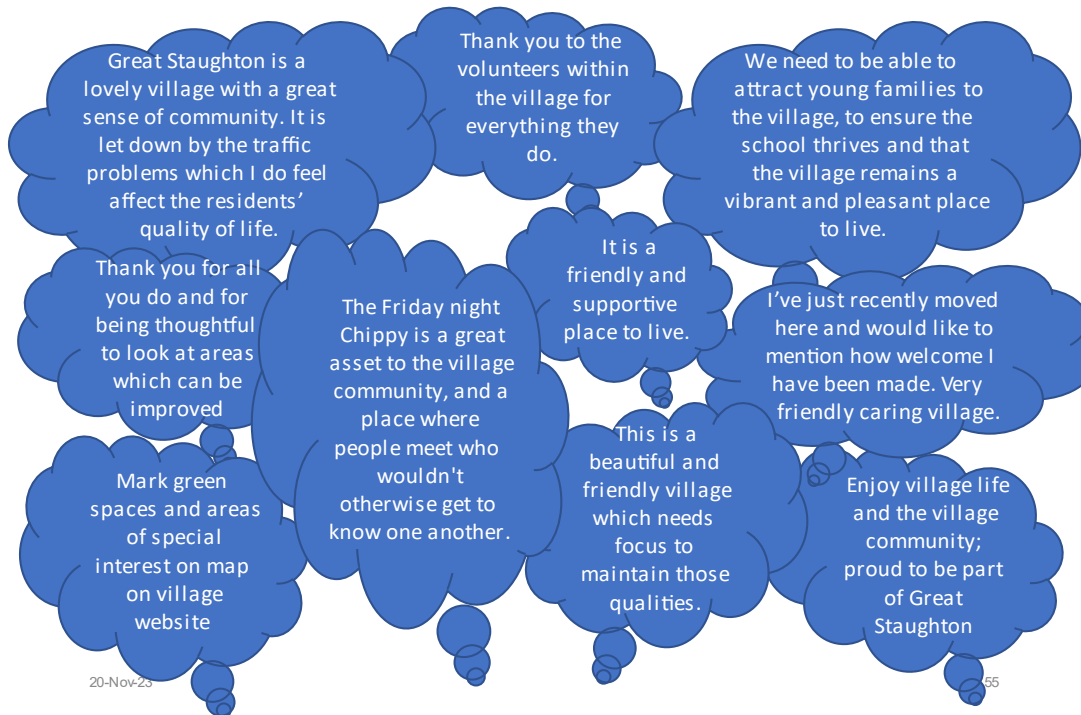 Great Staughton is a
lovely village with a great
sense of community. It is
let down by the traffic
problems which I do feel
affect the residents’
quality of life.
Thank you to the
volunteers within
the village for
everything they
do.
We need to be able to
attract young families to
the village, to ensure the
school thrives and that
the village remains a
vibrant and pleasant place
to live.
Thank you for all
you do and for
being thoughtful
to look at areas
which can be
improved
The Friday night
Chippy is a great
asset to the village
community, and a
place where
people meet who
wouldn't
otherwise get to
know one another.
It is a
friendly and
supportive
place to live.
I’ve just recently moved
here and would like to
mention how welcome I
have been made. Very
friendly caring village.
Mark green
spaces and areas
of special
interest on map
on village
website
This is a
beautiful and
friendly village
which needs
focus to
maintain those
qualities.
Enjoy village life
and the village
community;
proud to be part
of Great
Staughton
20-Nov-23
55